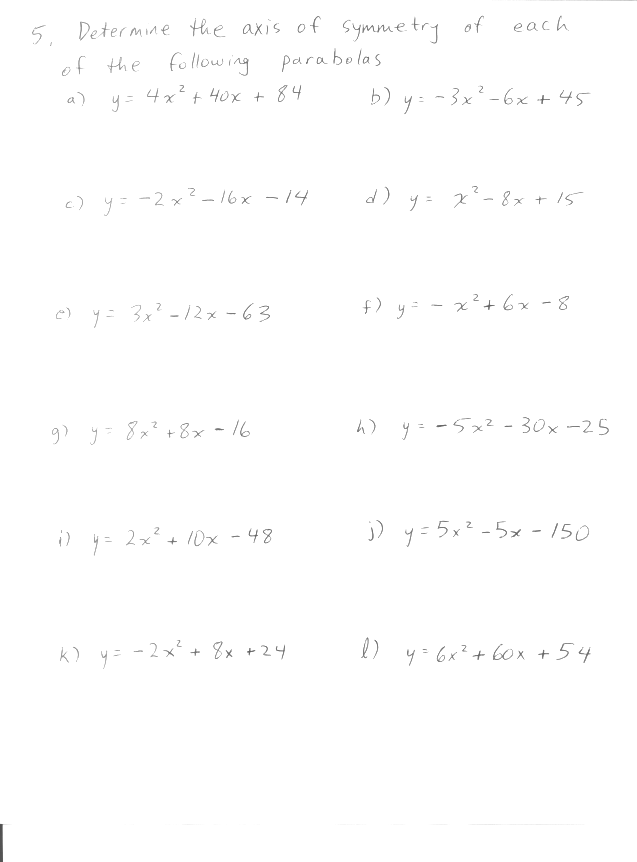 5. Determine the axis of symmetry of each
of the following parabolas
a) y = 4x² + 40x + 84
b) y = -3x² - 6x + 45
c) y = -2x² - 16x - 14
d) y = x² - 8x + 15
e) y = 3x² - 12x - 63
f) y = -x² + 6x - 8
g) y = 8x² + 8x - 16
h) y = -5x² - 30x - 25
i) y = 2x² + 10x - 48
j) y = 5x² - 5x - 150
k) y = -2x² + 8x + 24
l) y = 6x² + 60x + 54